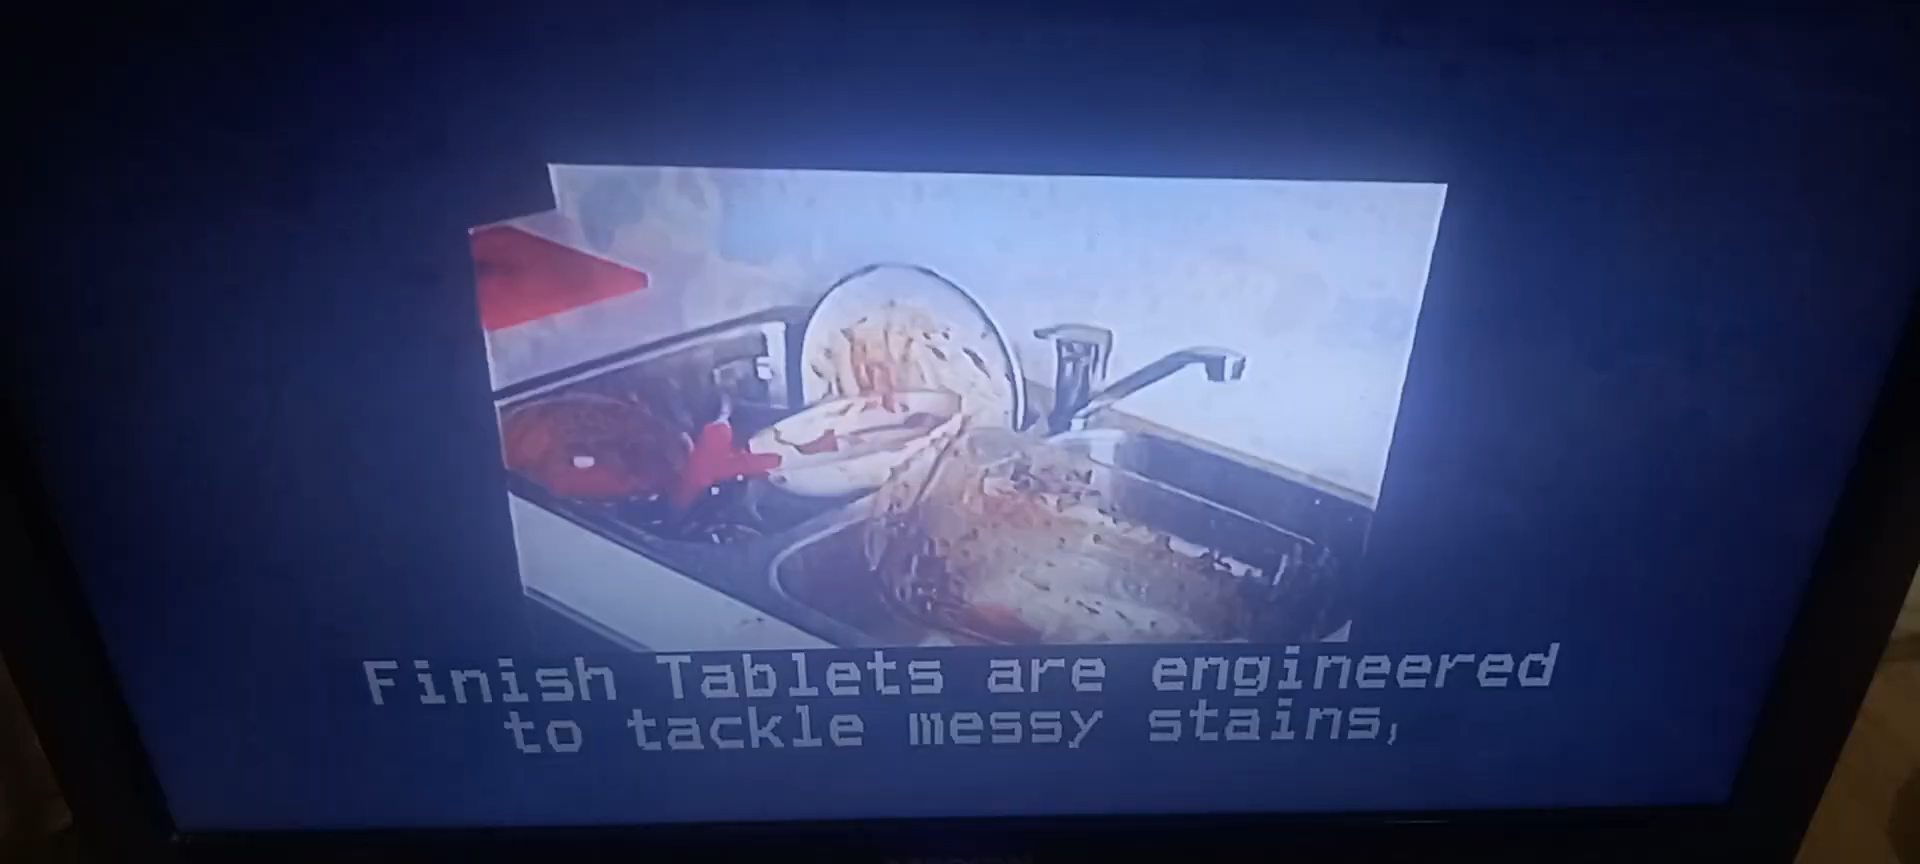 Finish Tablets are engineered
to tackle messy stains,